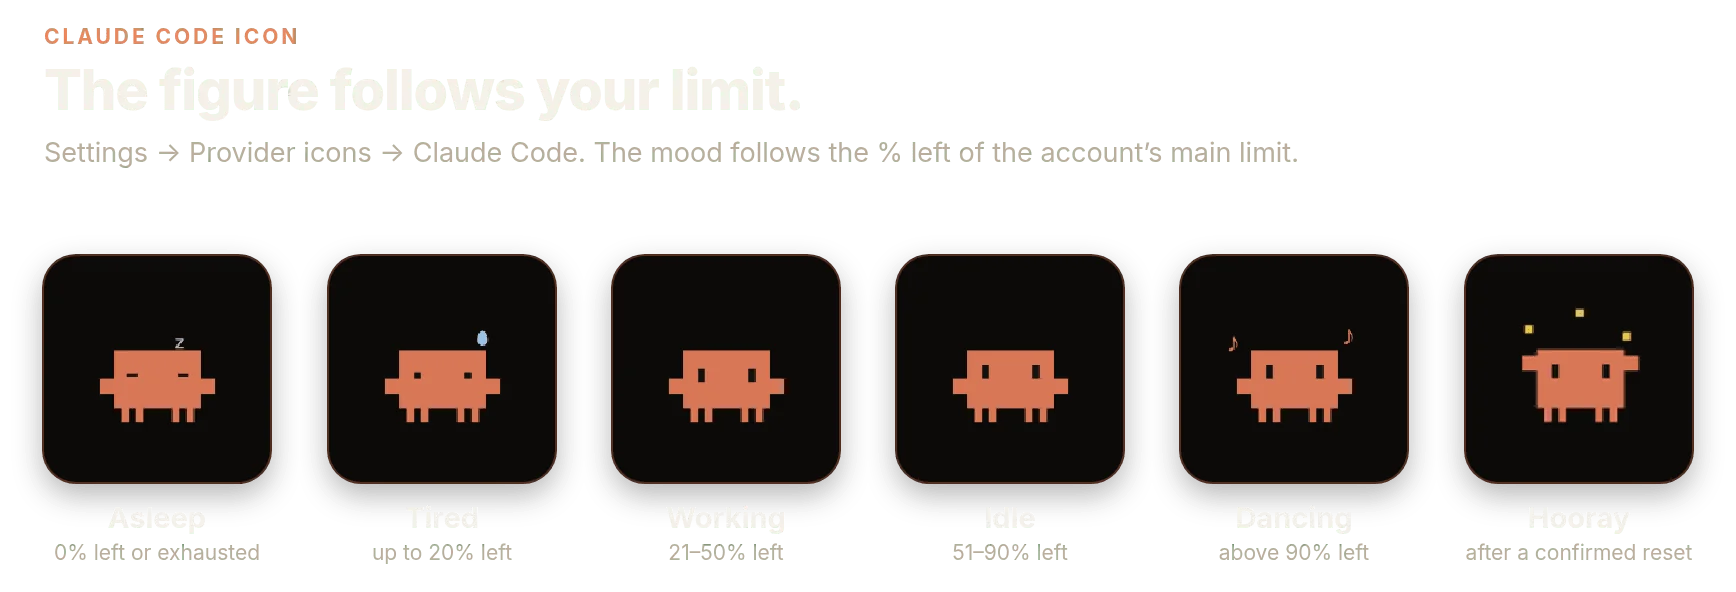 CLAUDE CODE ICON
The figure follows your limit.
Settings → Provider icons → Claude Code. The mood follows the % left of the account’s main limit.
z
Asleep
0% left or exhausted
Tired
up to 20% left
Working
21–50% left
Idle
51–90% left
Dancing
above 90% left
Hooray
after a confirmed reset